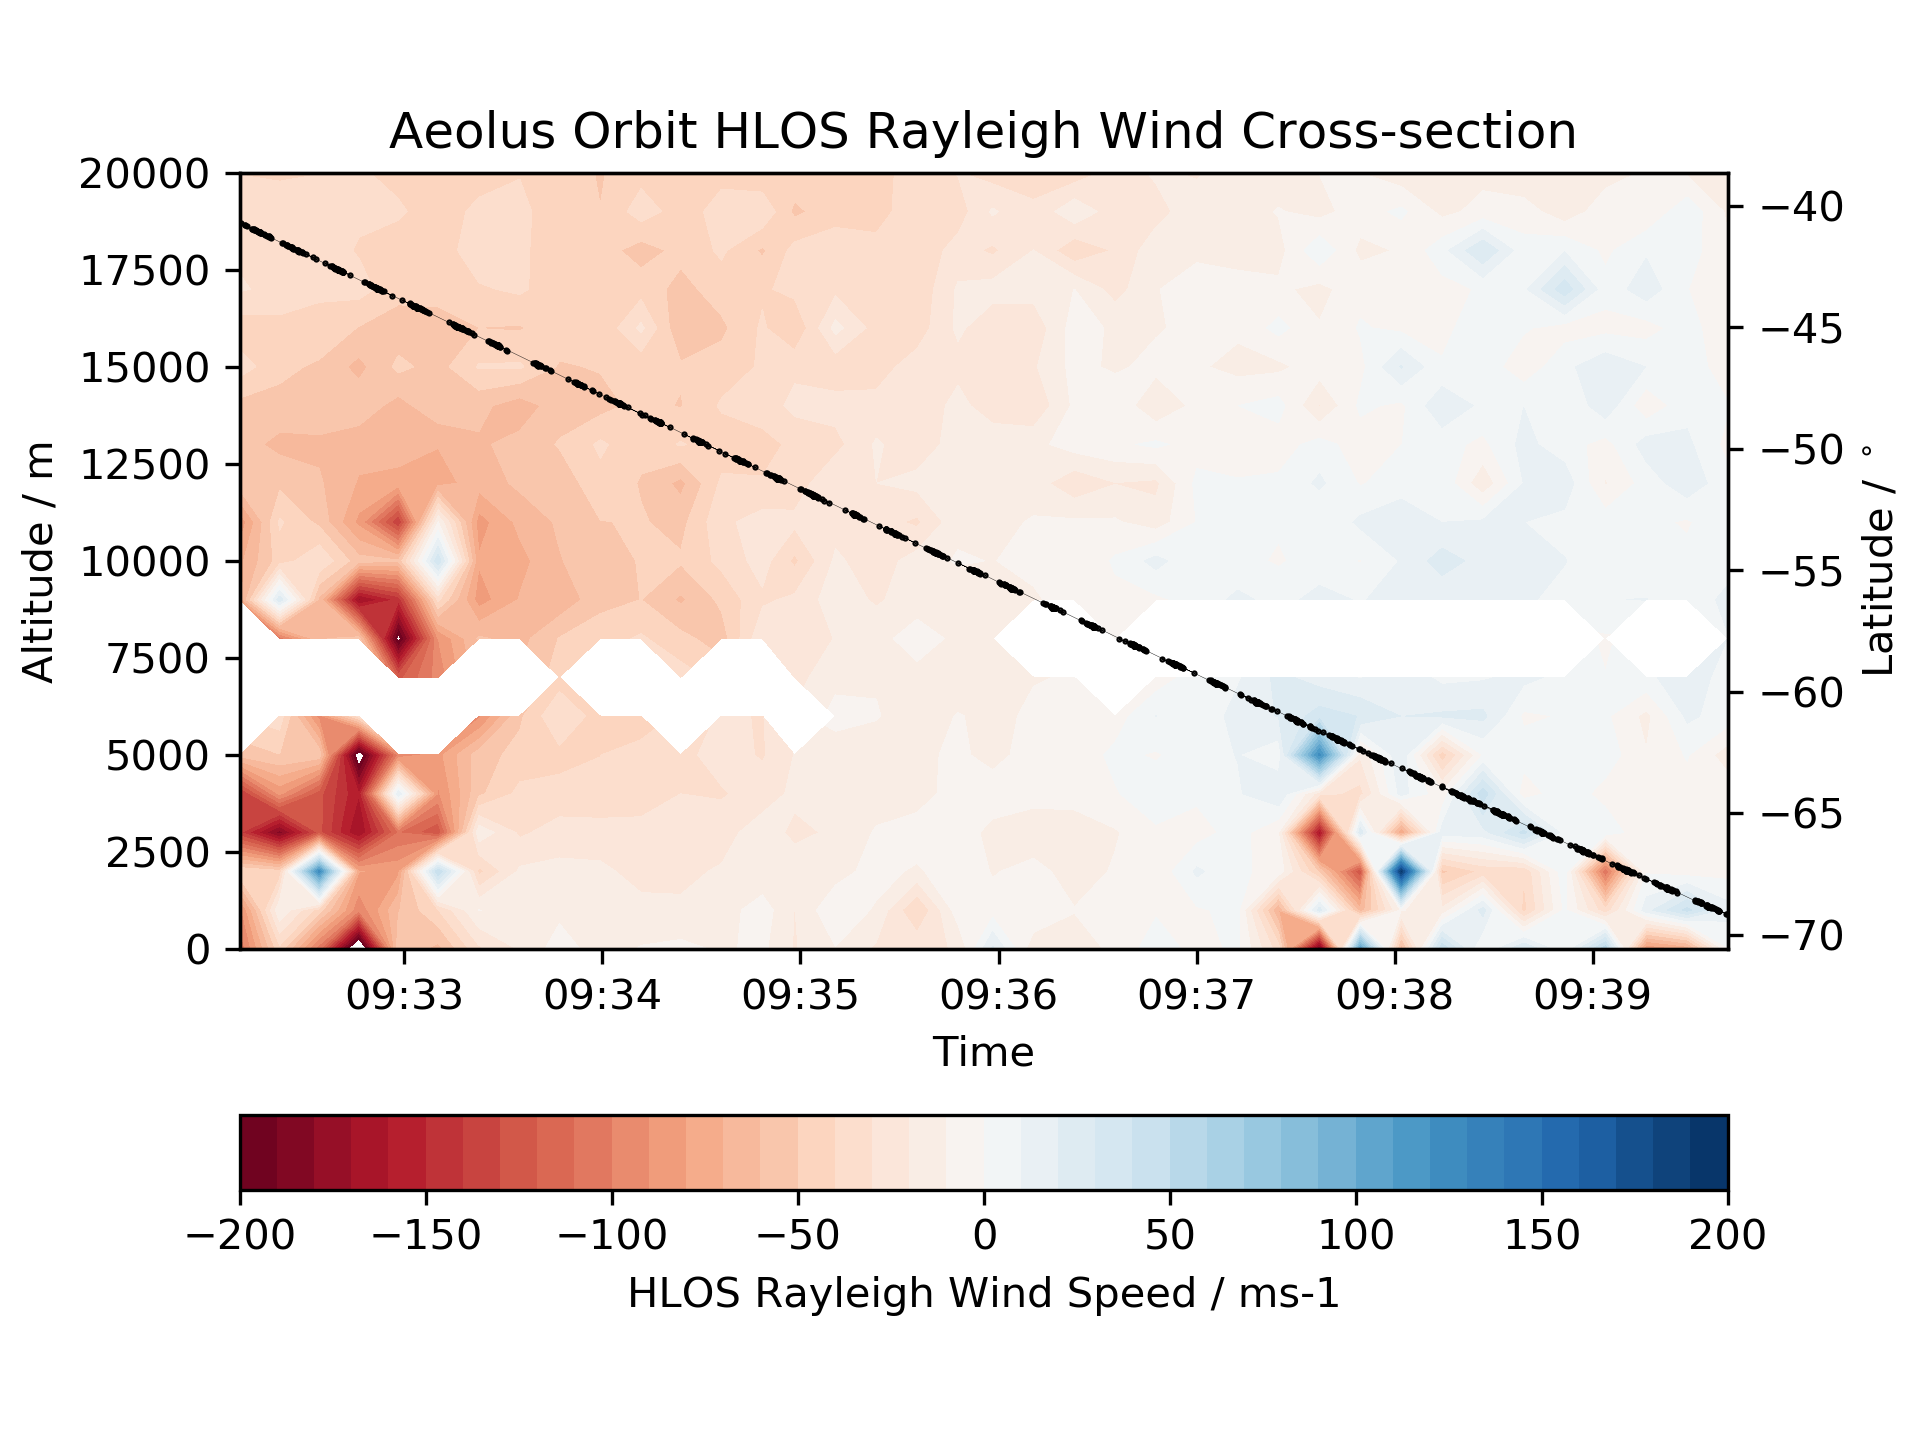 Aeolus Orbit HLOS Rayleigh Wind Cross-section
20000
17500
15000
12500
10000
7500
5000
2500
0
Altitude / m
−40
−45
−50
−55
−60
−65
−70
Latitude / °
09:33 09:34 09:35 09:36 09:37 09:38 09:39
Time
−200 −150 −100 −50 0 50 100 150 200
HLOS Rayleigh Wind Speed / ms-1